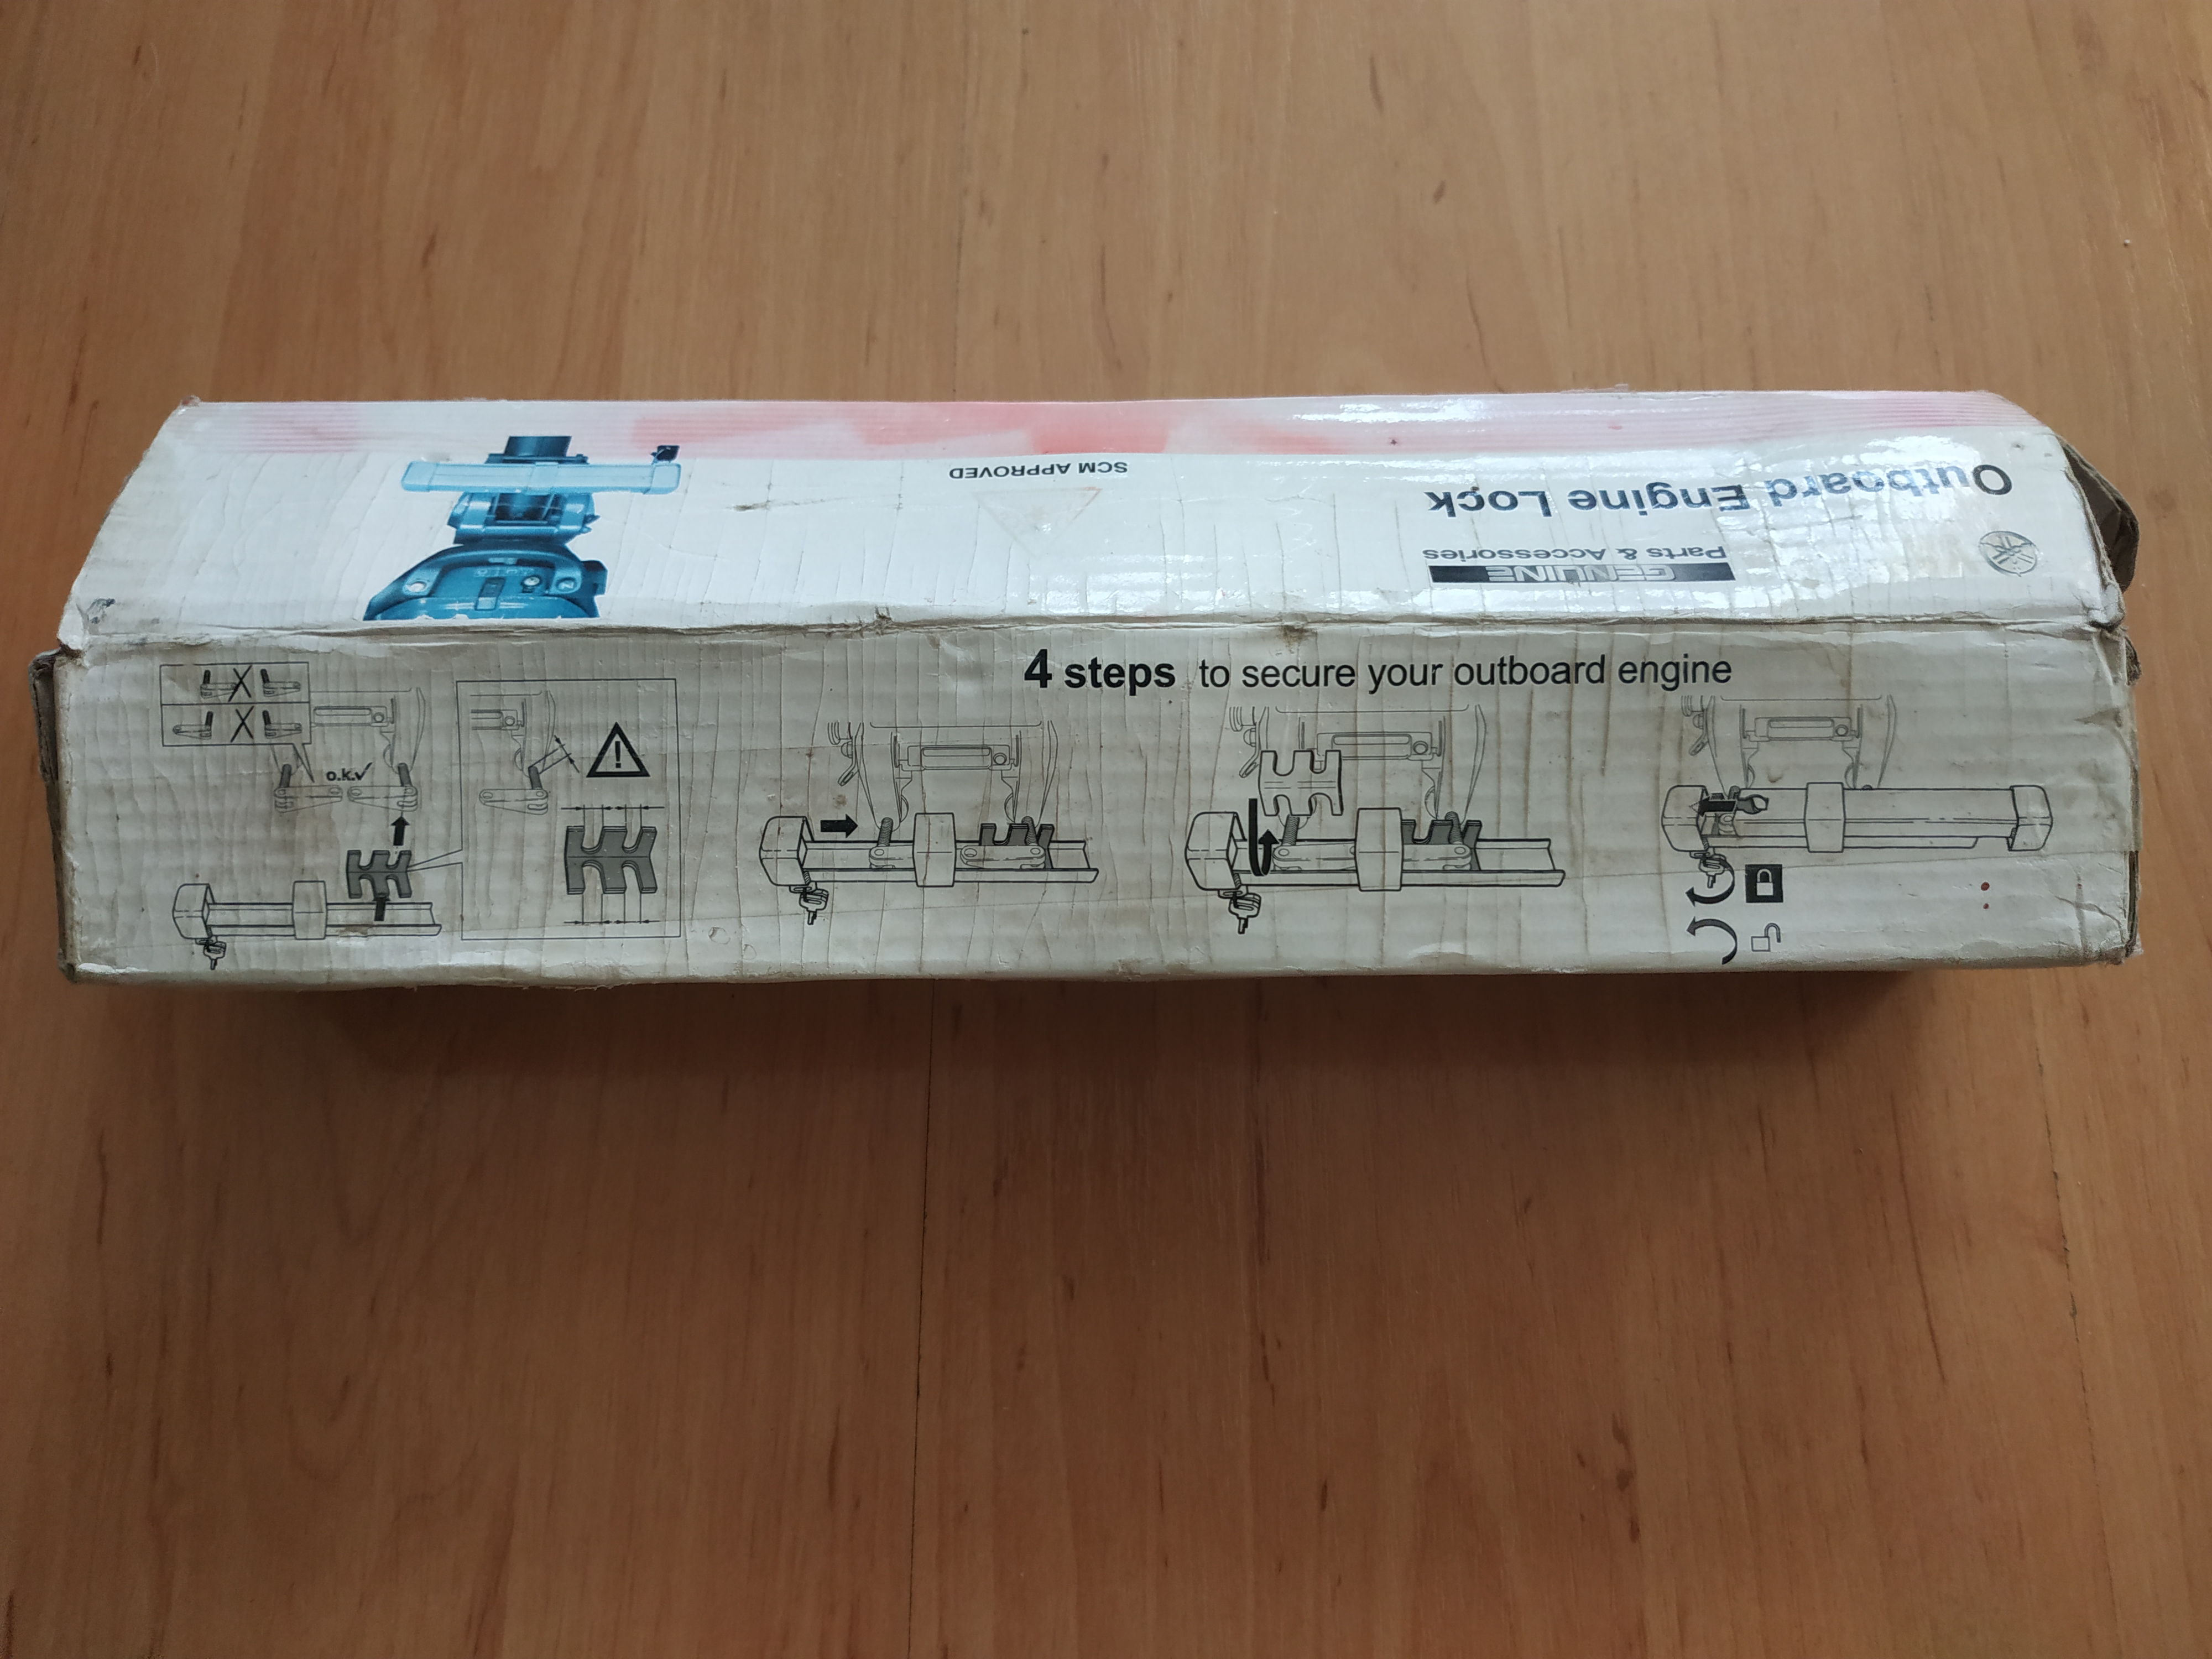 Outboard Engine Lock
GENUINE
Parts & Accessories
SCM APPROVED
4 steps to secure your outboard engine
o.k.✓